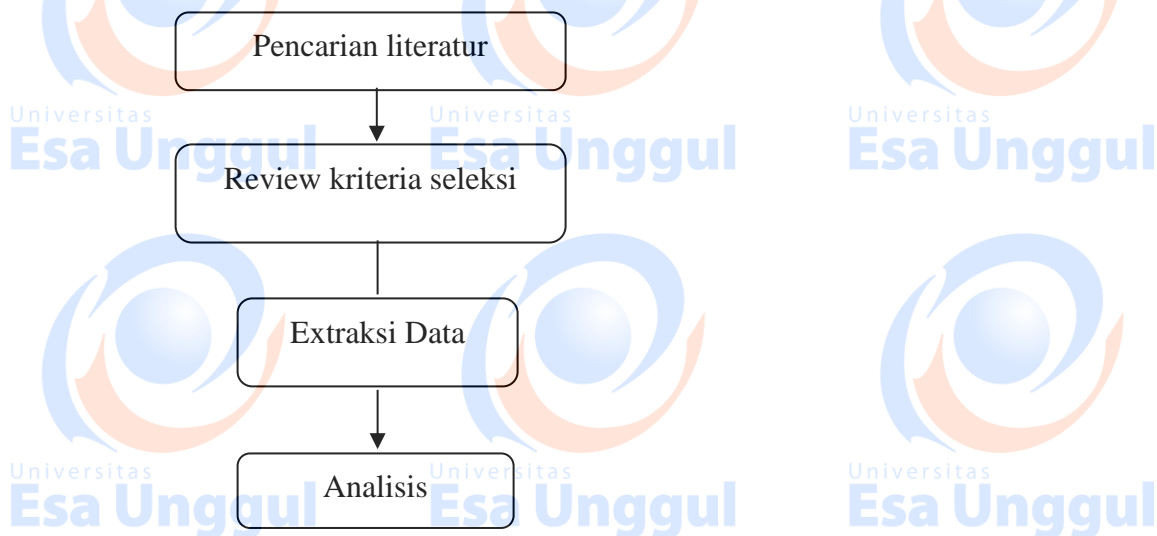 Pencarian literatur
Universitas Universitas Universitas
Esa Unggul Esa Unggul Esa Unggul
Review kriteria seleksi
Extraksi Data
Universitas Universitas Universitas
Analisis
Esa Unggul Esa Unggul Esa Unggul